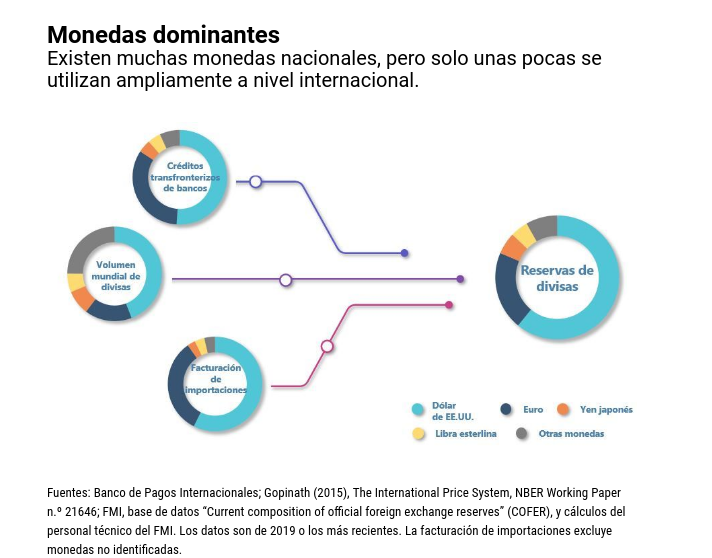 Monedas dominantes
Existen muchas monedas nacionales, pero solo unas pocas se
utilizan ampliamente a nivel internacional.
Créditos
transfronterizos
de bancos
Volumen
mundial de
divisas
Facturación
de
importaciones
Reservas de
divisas
Dólar
de EE.UU.
Euro
Yen japonés
Libra esterlina
Otras monedas
Fuentes: Banco de Pagos Internacionales; Gopinath (2015), The International Price System, NBER Working Paper
n.º 21646; FMI, base de datos “Current composition of official foreign exchange reserves” (COFER), y cálculos del
personal técnico del FMI. Los datos son de 2019 o los más recientes. La facturación de importaciones excluye
monedas no identificadas.